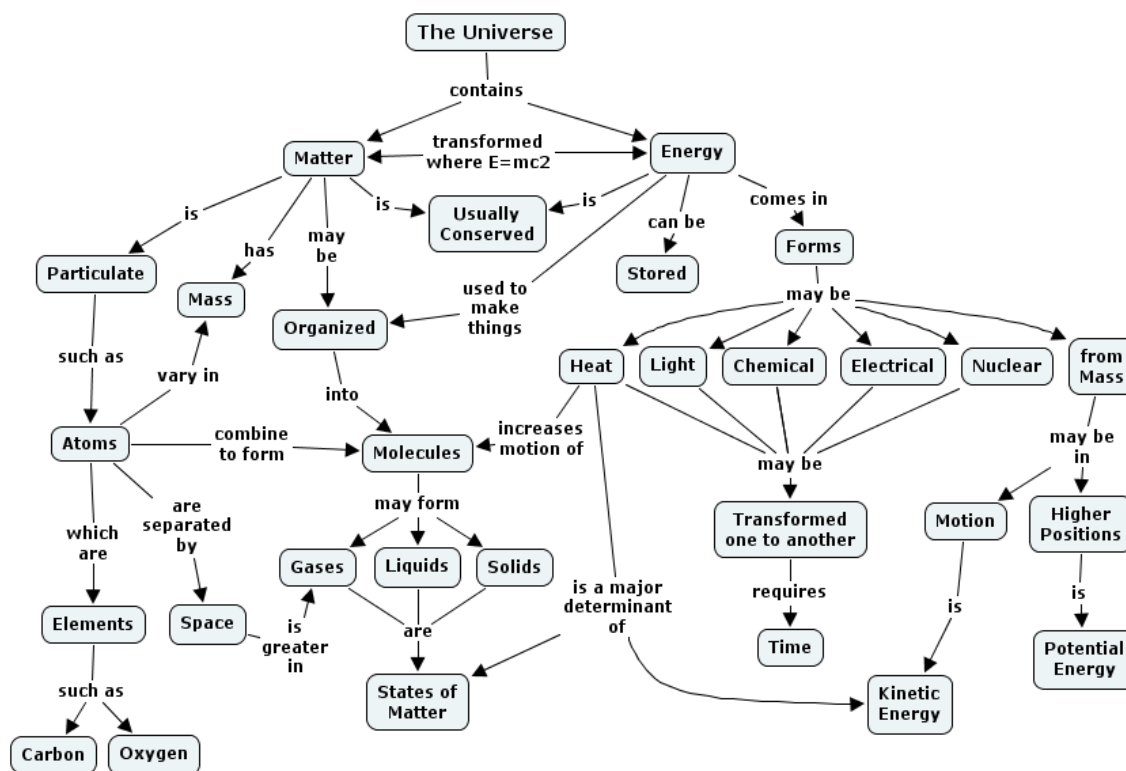 The Universe
contains
transformed
where E=mc2
Matter
Energy
is
has
may
be
is
Usually
Conserved
is
can be
comes in
Particulate
Mass
Organized
used to
make
things
Stored
Forms
may be
such as
vary in
into
Heat
Light
Chemical
Electrical
Nuclear
from
Mass
Atoms
combine
to form
Molecules
increases
motion of
may be
may be
in
which
are
are
separated
by
may form
Gases
Liquids
Solids
Transformed
one to another
Motion
Higher
Positions
Elements
Space
is
greater
in
are
is a major
determinant
of
requires
is
is
Time
Potential
Energy
such as
States of
Matter
Kinetic
Energy
Carbon
Oxygen